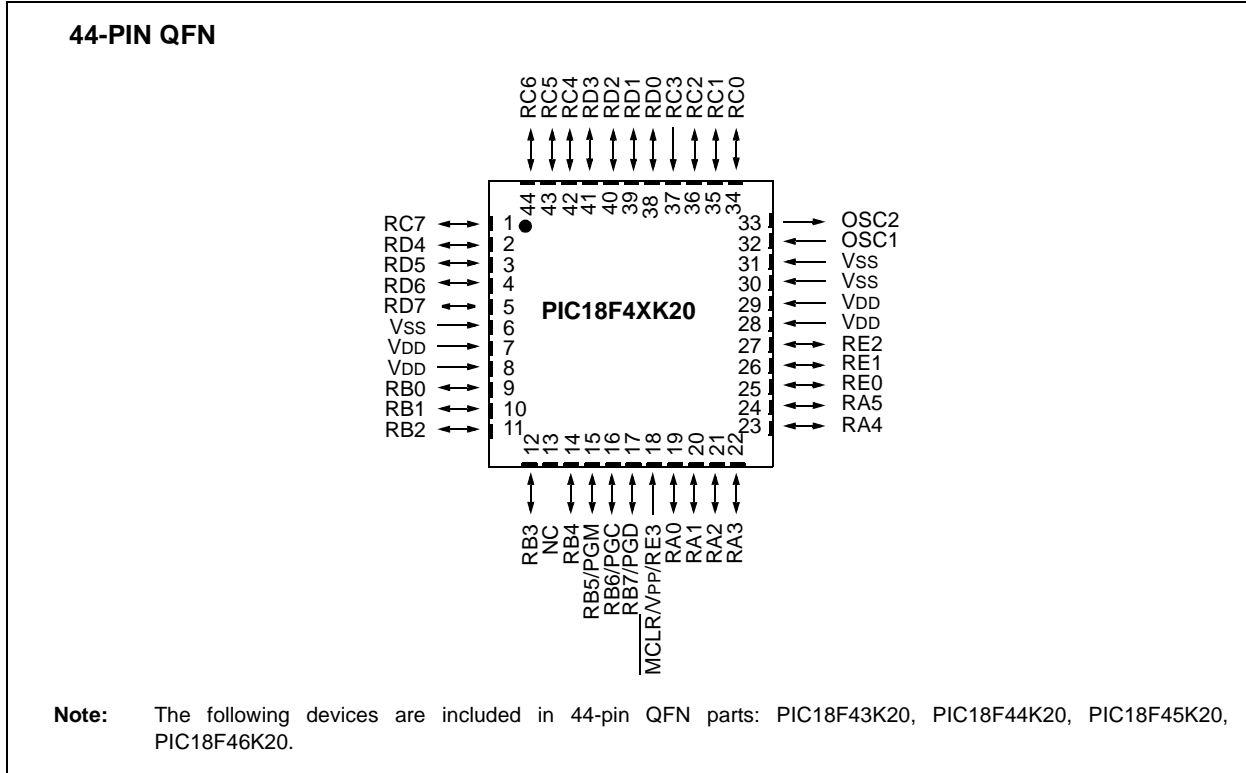 44-PIN QFN
RC6
RC5
RC4
RD3
RD2
RD1
RD0
RC3
RC2
RC1
RC0
44
43
42
41
40
39
38
37
36
35
34
RC7 1
RD4 2
RD5 3
RD6 4
RD7 5
VSS 6
VDD 7
VDD 8
RB0 9
RB1 10
RB2 11
PIC18F4XK20
33 OSC2
32 OSC1
31 VSS
30 VSS
29 VDD
28 VDD
27 RE2
26 RE1
25 RE0
24 RA5
23 RA4
12
13
14
15
16
17
18
19
20
21
22
RB3
NC
RB4
RB5/PGM
RB6/PGC
RB7/PGD
MCLR/VPP/RE3
RA0
RA1
RA2
RA3
Note: The following devices are included in 44-pin QFN parts: PIC18F43K20, PIC18F44K20, PIC18F45K20,
PIC18F46K20.